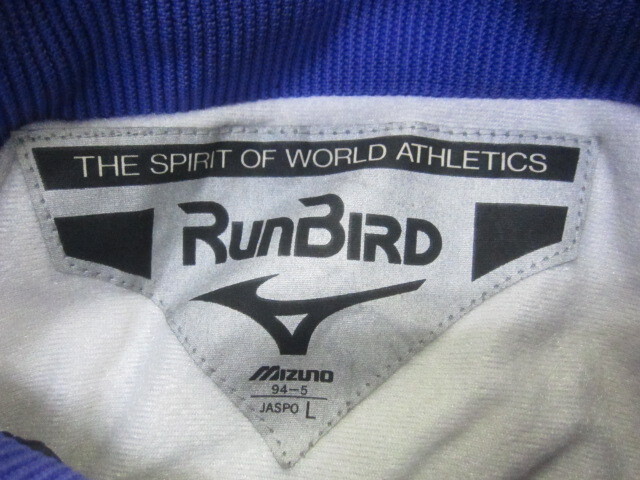 THE SPIRIT OF WORLD ATHLETICS
RUNBIRD
MIZUNO
94-5
JASPO L